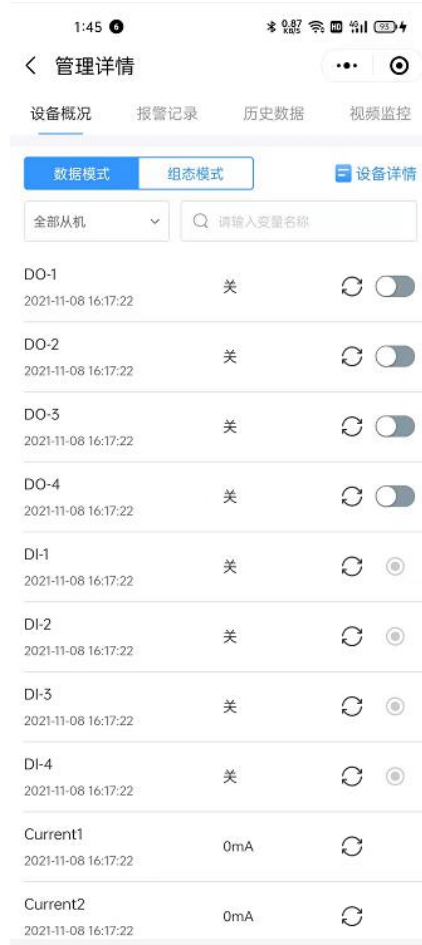 1:45 6 0.87 KB/S HD 4G 93
管理详情
设备概况 报警记录 历史数据 视频监控
数据模式 组态模式 设备详情
全部从机 请输入变量名称
DO-1
关
2021-11-08 16:17:22
DO-2
关
2021-11-08 16:17:22
DO-3
关
2021-11-08 16:17:22
DO-4
关
2021-11-08 16:17:22
DI-1
关
2021-11-08 16:17:22
DI-2
关
2021-11-08 16:17:22
DI-3
关
2021-11-08 16:17:22
DI-4
关
2021-11-08 16:17:22
Current1
0mA
2021-11-08 16:17:22
Current2
0mA
2021-11-08 16:17:22